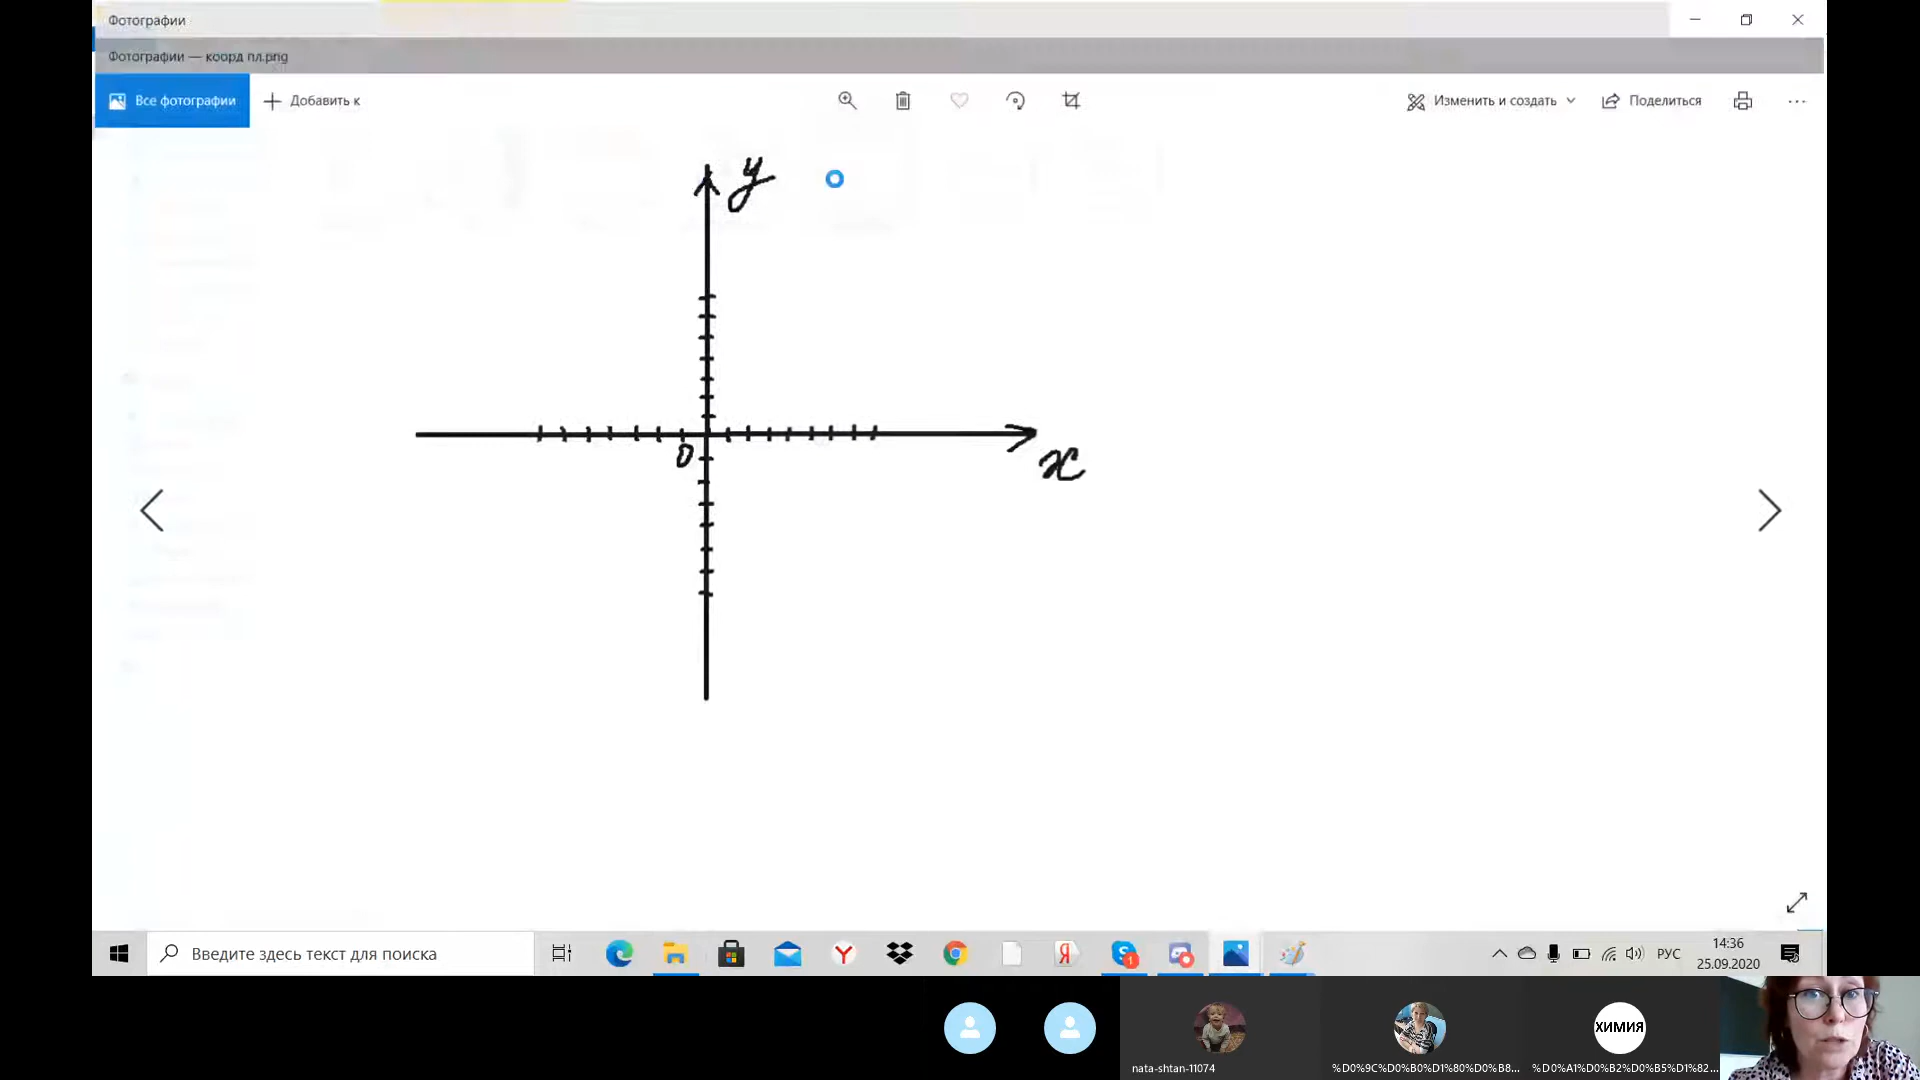 Фотографии
Фотографии — коорд пл.png
Все фотографии
Добавить к
Изменить и создать
Поделиться
y
0
x
Введите здесь текст для поиска
1
РУС
14:36
25.09.2020
ХИМИЯ
nata-shtan-11074
%D0%9C%D0%B0%D1%80%D0%B8...
%D0%A1%D0%B2%D0%B5%D1%82...